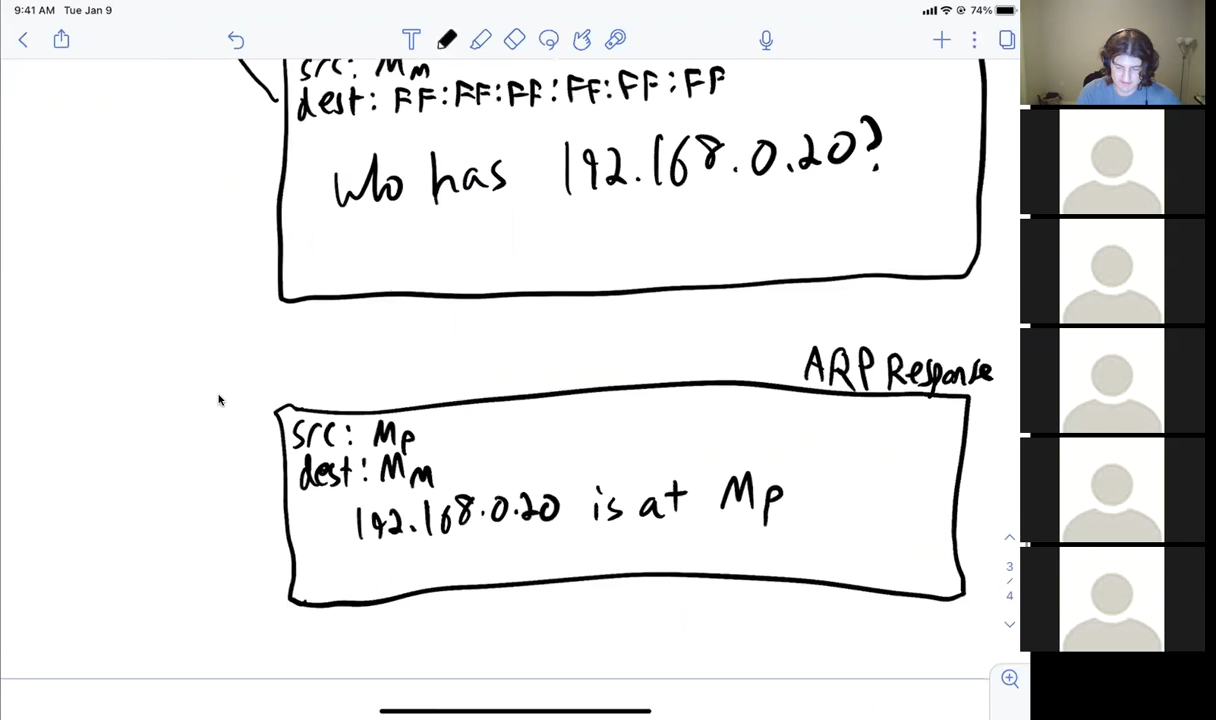 9:41 AM Tue Jan 9
74%
src: MM
dest: FF:FF:FF:FF:FF:FF
who has 192.168.0.20?
ARP Response
src: Mp
dest: MM
192.168.0.20 is at Mp
3
/
4